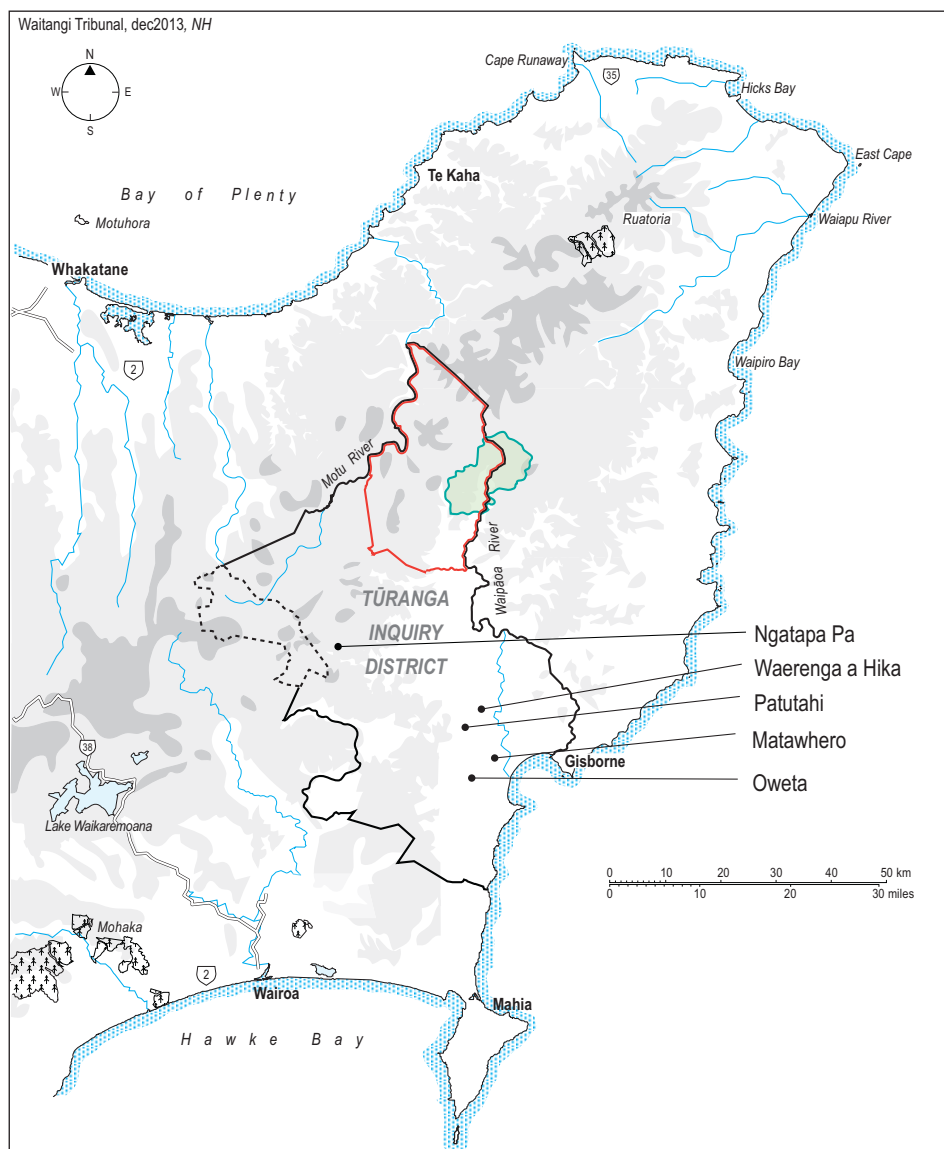 Waitangi Tribunal, dec2013, NH
N
W
E
S
Cape Runaway
35
Hicks Bay
East Cape
Te Kaha
Bay of Plenty
Motuhora
Ruatoria
Waiapu River
Whakatane
2
Waipiro Bay
Motu River
Waipāoa River
TŪRANGA
INQUIRY
DISTRICT
Ngatapa Pa
Waerenga a Hika
Patutahi
Matawhero
Gisborne
Oweta
38
Lake Waikaremoana
0 10 20 30 40 50 km
0 10 20 30 miles
Mohaka
2
Wairoa
Mahia
Hawke Bay